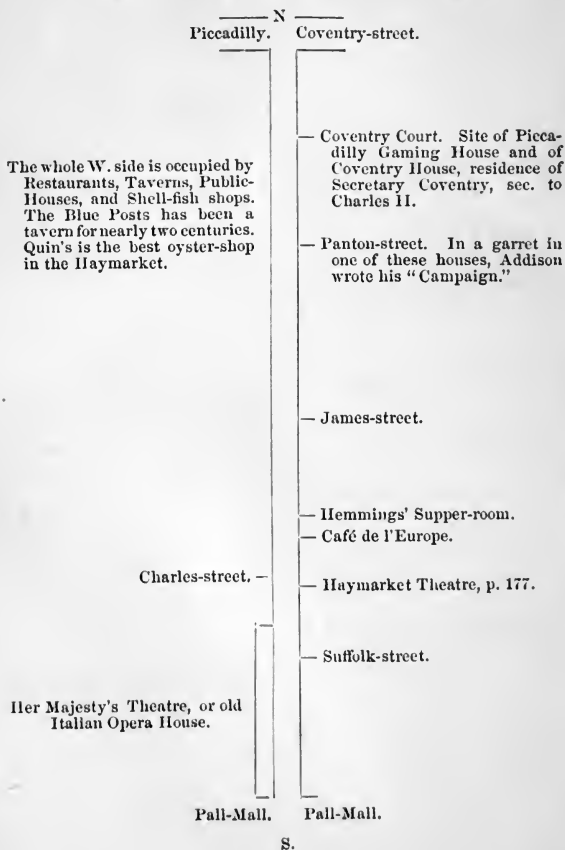 N
Piccadilly. Coventry-street.
Coventry Court. Site of Picca-
dilly Gaming House and of
Coventry House, residence of
Secretary Coventry, sec. to
Charles II.
The whole W. side is occupied by
Restaurants, Taverns, Public-
Houses, and Shell-fish shops.
The Blue Posts has been a
tavern for nearly two centuries.
Quin's is the best oyster-shop
in the Haymarket.
Panton-street. In a garret in
one of these houses, Addison
wrote his "Campaign."
James-street.
Hemmings' Supper-room.
Café de l'Europe.
Charles-street.
Haymarket Theatre, p. 177.
Suffolk-street.
Her Majesty's Theatre, or old
Italian Opera House.
Pall-Mall. Pall-Mall.
S.